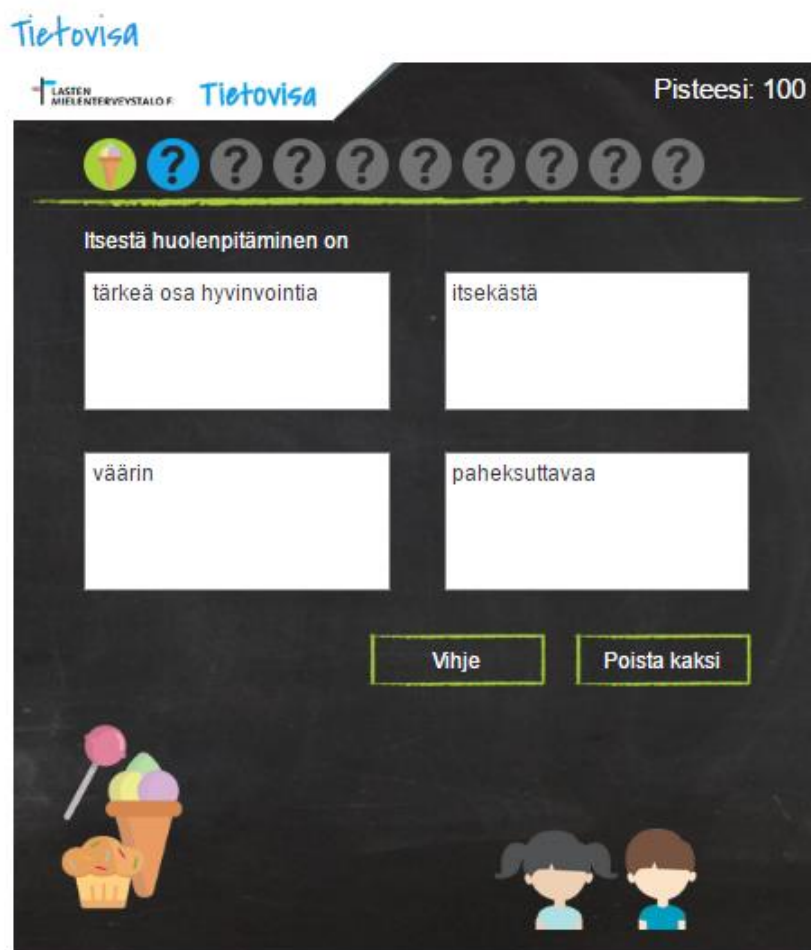 Tietovisa
LASTEN
MIELENTERVEYSTALO.FI
Tietovisa
Pisteesi: 100
? ? ? ? ? ? ? ? ?
Itsestä huolenpitäminen on
tärkeä osa hyvinvointia
itsekästä
väärin
paheksuttavaa
Vihje
Poista kaksi